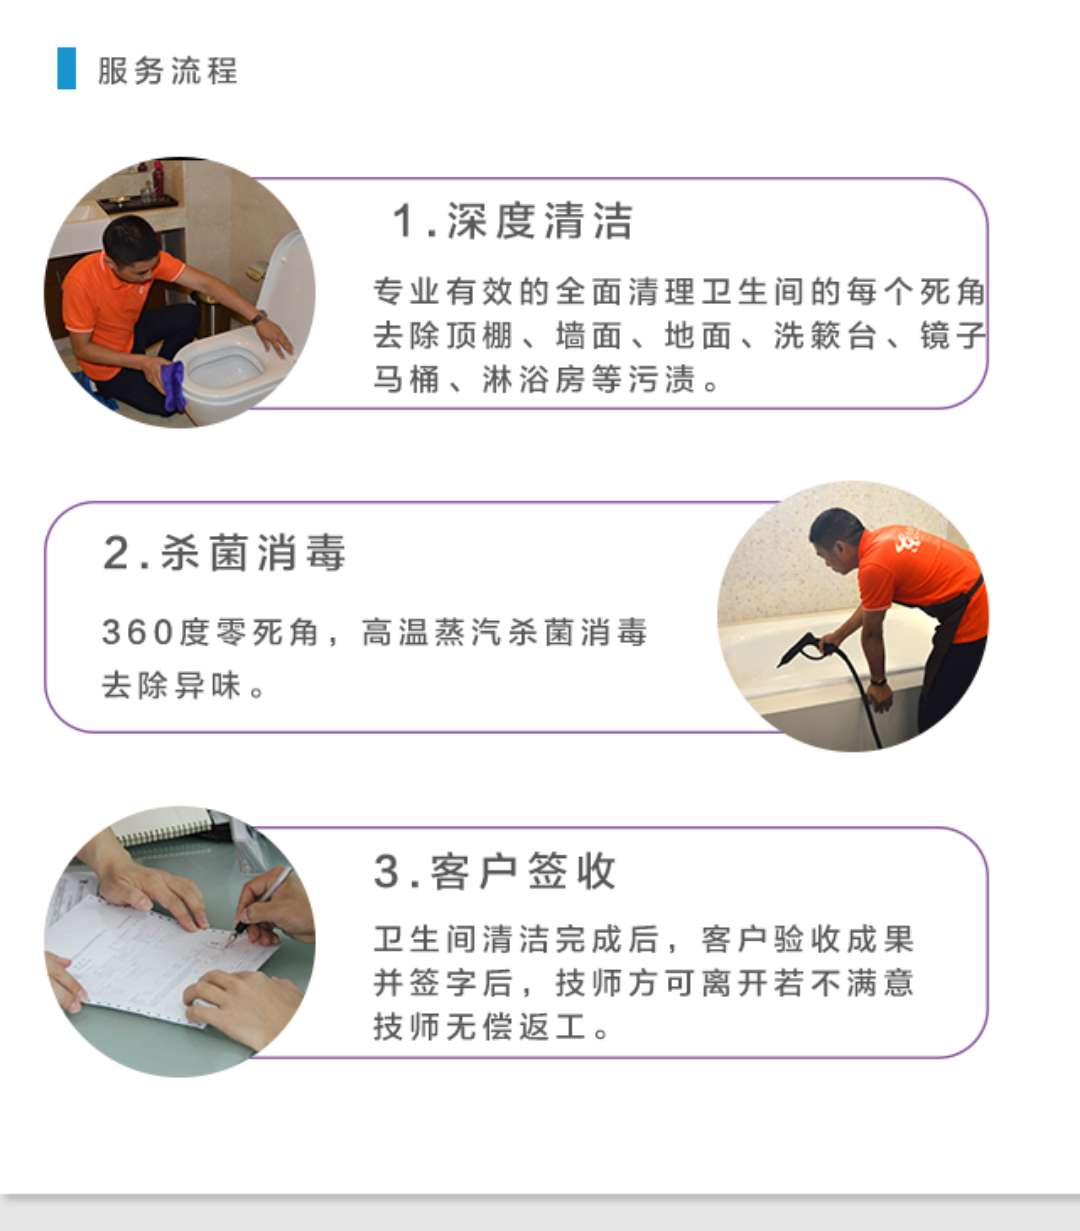 服务流程
1.深度清洁
专业有效的全面清理卫生间的每个死角
去除顶棚、墙面、地面、洗簌台、镜子
马桶、淋浴房等污渍。
2.杀菌消毒
360度零死角，高温蒸汽杀菌消毒
去除异味。
3.客户签收
卫生间清洁完成后，客户验收成果
并签字后，技师方可离开若不满意
技师无偿返工。